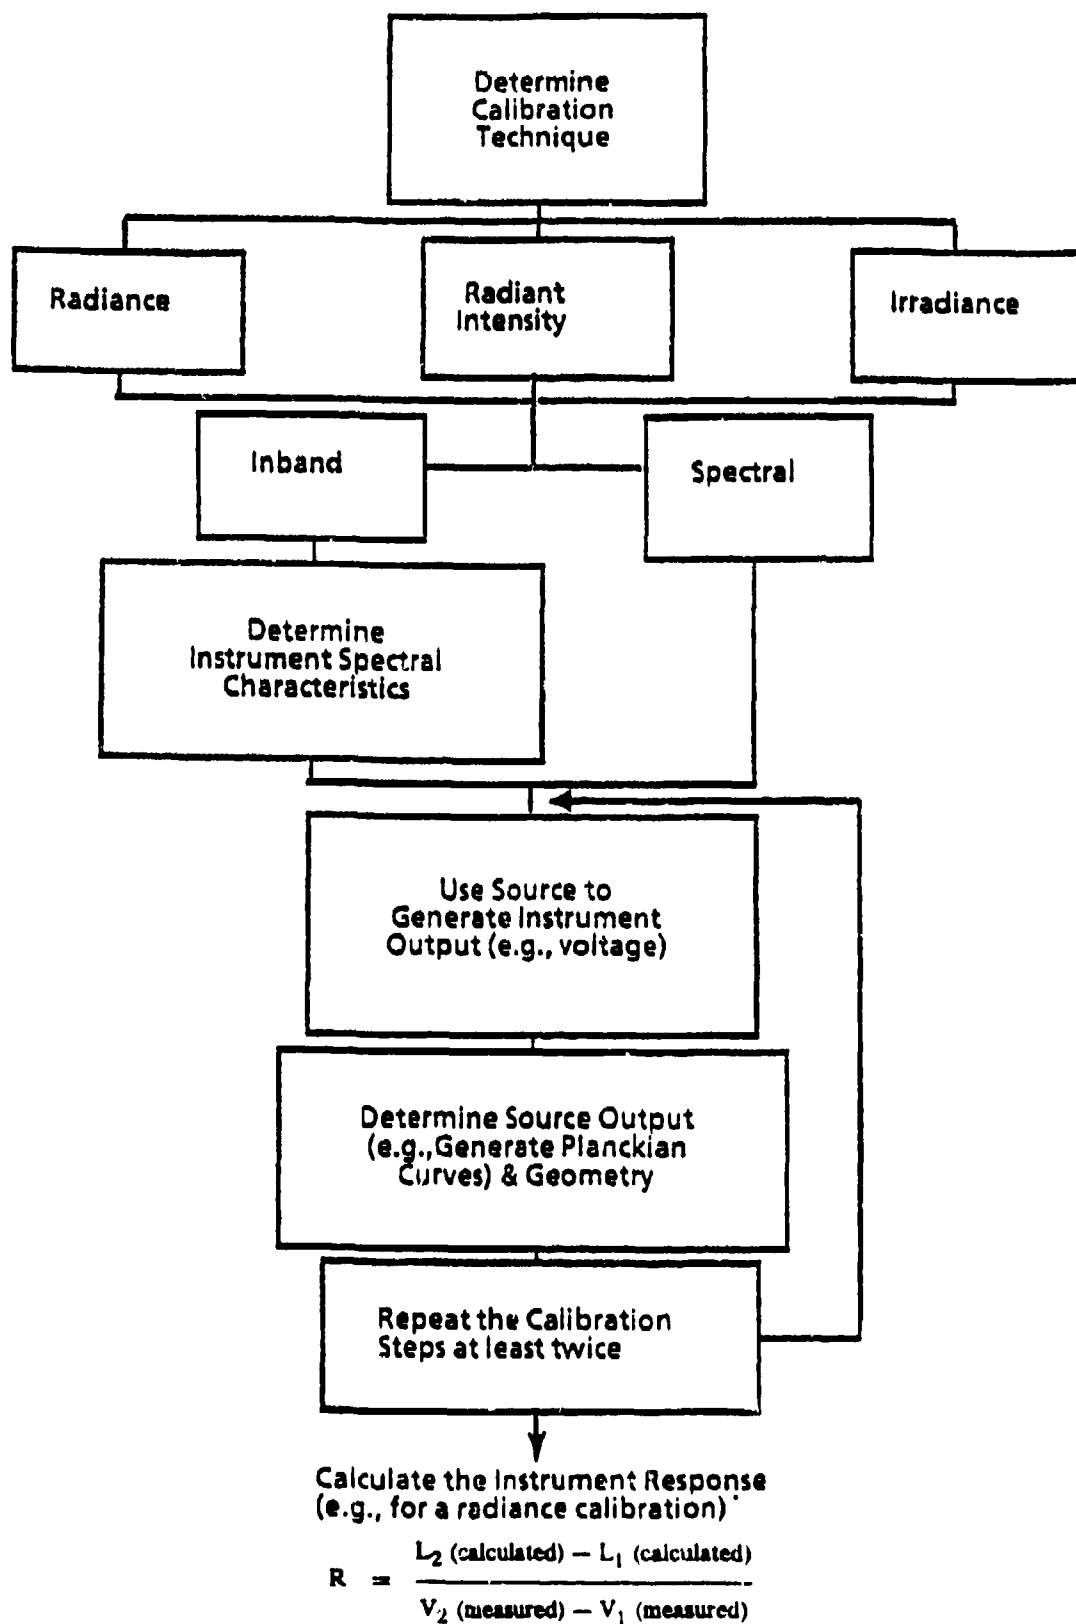 Determine
Calibration
Technique
Radiance
Radiant
Intensity
Irradiance
Inband
Spectral
Determine
Instrument Spectral
Characteristics
Use Source to
Generate Instrument
Output (e.g., voltage)
Determine Source Output
(e.g.,Generate Planckian
Curves) & Geometry
Repeat the Calibration
Steps at least twice
Calculate the Instrument Response
(e.g., for a radiance calibration)
R = L₂ (calculated) – L₁ (calculated)
V₂ (measured) – V₁ (measured)